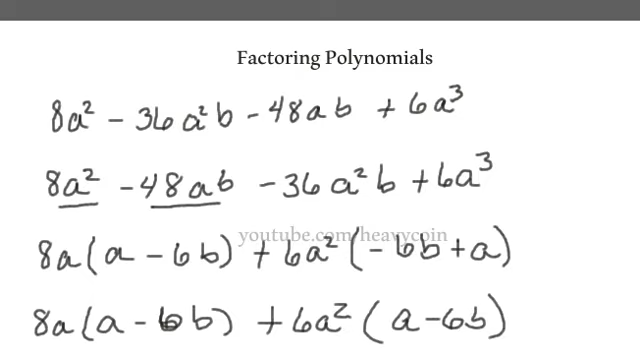 Factoring Polynomials
8a² - 36a²b - 48ab + 6a³
8a² - 48ab - 36a²b + 6a³
youtube.com/heavycoin
8a(a - 6b) + 6a²(-6b + a)
8a(a - 6b) + 6a²(a - 6b)